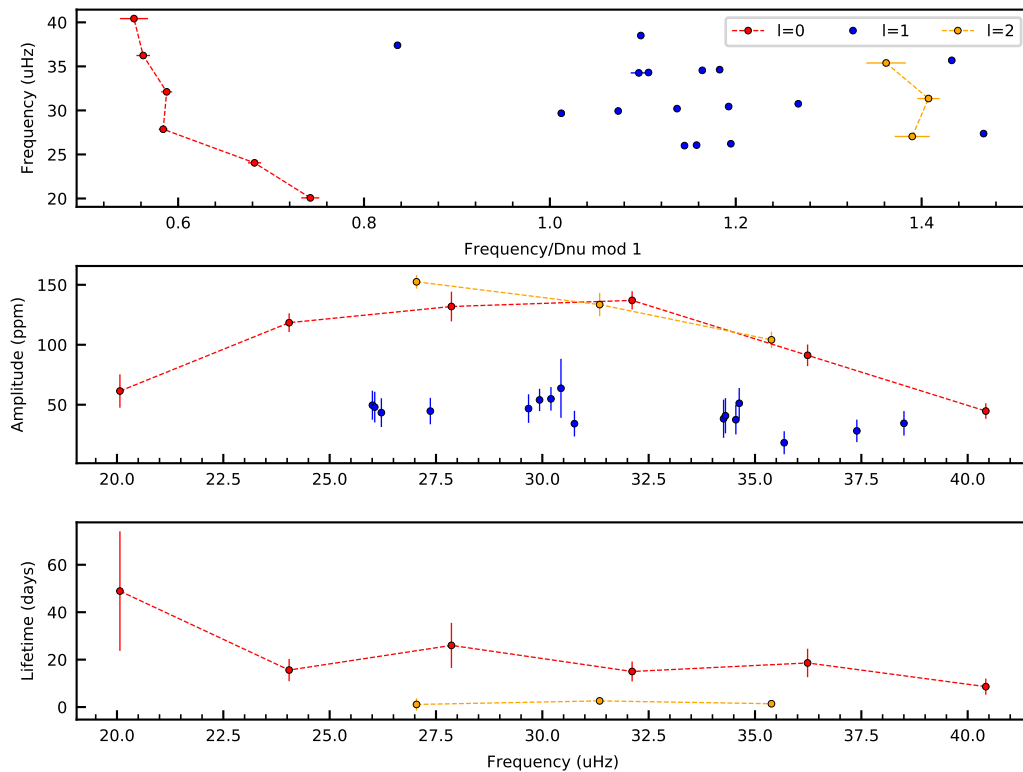 40
35
30
25
20
Frequency (uHz)
l=0 l=1 l=2
0.6 0.8 1.0 1.2 1.4
Frequency/Dnu mod 1
150
100
50
Amplitude (ppm)
20.0 22.5 25.0 27.5 30.0 32.5 35.0 37.5 40.0
60
40
20
0
Lifetime (days)
20.0 22.5 25.0 27.5 30.0 32.5 35.0 37.5 40.0
Frequency (uHz)